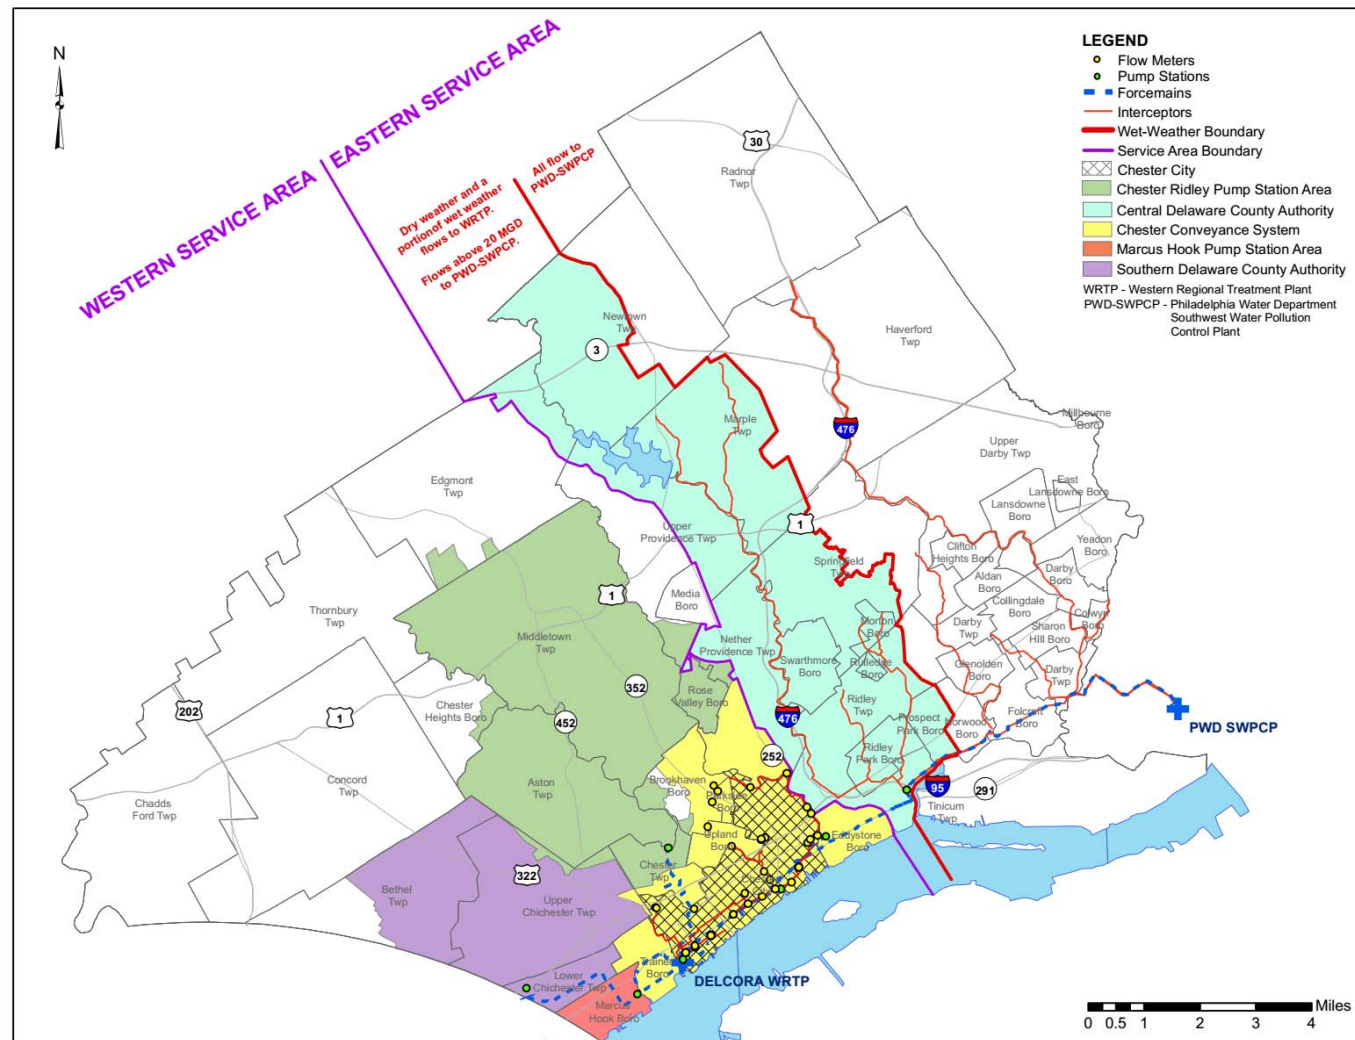 N
WESTERN SERVICE AREA
EASTERN SERVICE AREA
Dry weather and a
portionof wet weather
flows to WRTP.
Flows above 20 MGD
to PWD-SWPCP.
All flow to
PWD-SWPCP
LEGEND
Flow Meters
Pump Stations
Forcemains
Interceptors
Wet-Weather Boundary
Service Area Boundary
Chester City
Chester Ridley Pump Station Area
Central Delaware County Authority
Chester Conveyance System
Marcus Hook Pump Station Area
Southern Delaware County Authority
WRTP - Western Regional Treatment Plant
PWD-SWPCP - Philadelphia Water Department
Southwest Water Pollution
Control Plant
30
Radnor
Twp
Newtown
Twp
3
Haverford
Twp
Marple
Twp
476
Millbourne
Boro
Upper
Darby Twp
East
Lansdowne Boro
Lansdowne
Boro
Yeadon
Boro
Edgmont
Twp
Upper
Providence Twp
1
Springfield
Twp
Clifton
Heights Boro
Aldan
Boro
Darby
Boro
Collingdale
Boro
Colwyn
Boro
Sharon
HIll Boro
Darby
Twp
Glenolden
Boro
Darby
Twp
Thornbury
Twp
1
Media
Boro
Middletown
Twp
Nether
Providence Twp
Morton
Boro
Swarthmore
Boro
Rutledge
Boro
Rose
Valley Boro
352
Ridley
Twp
Prospect
Park Boro
Norwood
Boro
Folcroft
Boro
PWD SWPCP
202
1
Chester
Heights Boro
452
476
Ridley
Park Boro
252
95
291
Tinicum
Twp
Chadds
Ford Twp
Concord
Twp
Aston
Twp
Brookhaven
Boro
Parkside
Boro
Upland
Boro
Eddystone
Boro
Chester
Twp
322
Bethel
Twp
Upper
Chichester Twp
Chester
City
Trainer
Boro
DELCORA WRTP
Lower
Chichester Twp
Marcus
Hook Boro
Miles
0 0.5 1 2 3 4